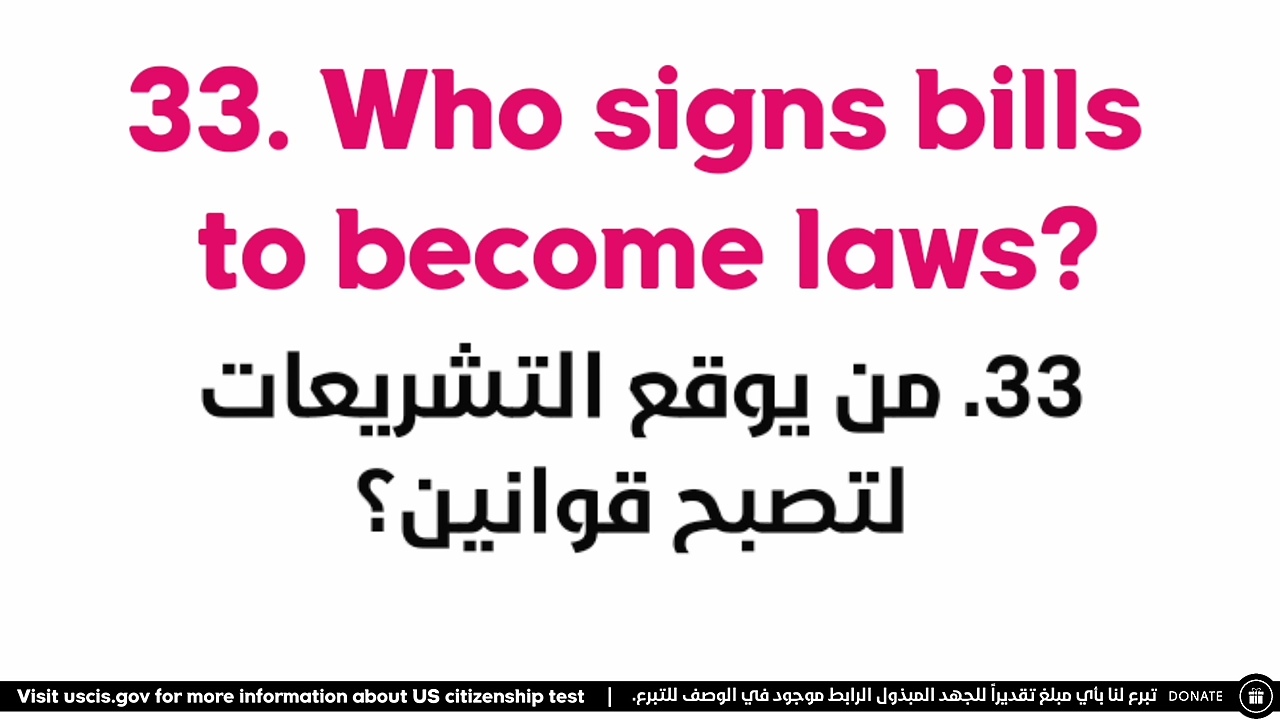 33. Who signs bills
to become laws?
33. من يوقع التشريعات
لتصبح قوانين؟
Visit uscis.gov for more information about US citizenship test | تبرع لنا بأي مبلغ تقديراً للجهد المبذول الرابط موجود في الوصف للتبرع. DONATE